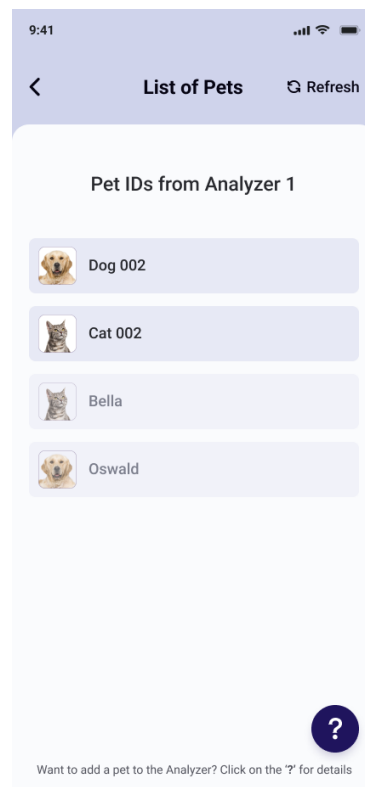 9:41
List of Pets
Refresh
Pet IDs from Analyzer 1
Dog 002
Cat 002
Bella
Oswald
?
Want to add a pet to the Analyzer? Click on the '?' for details